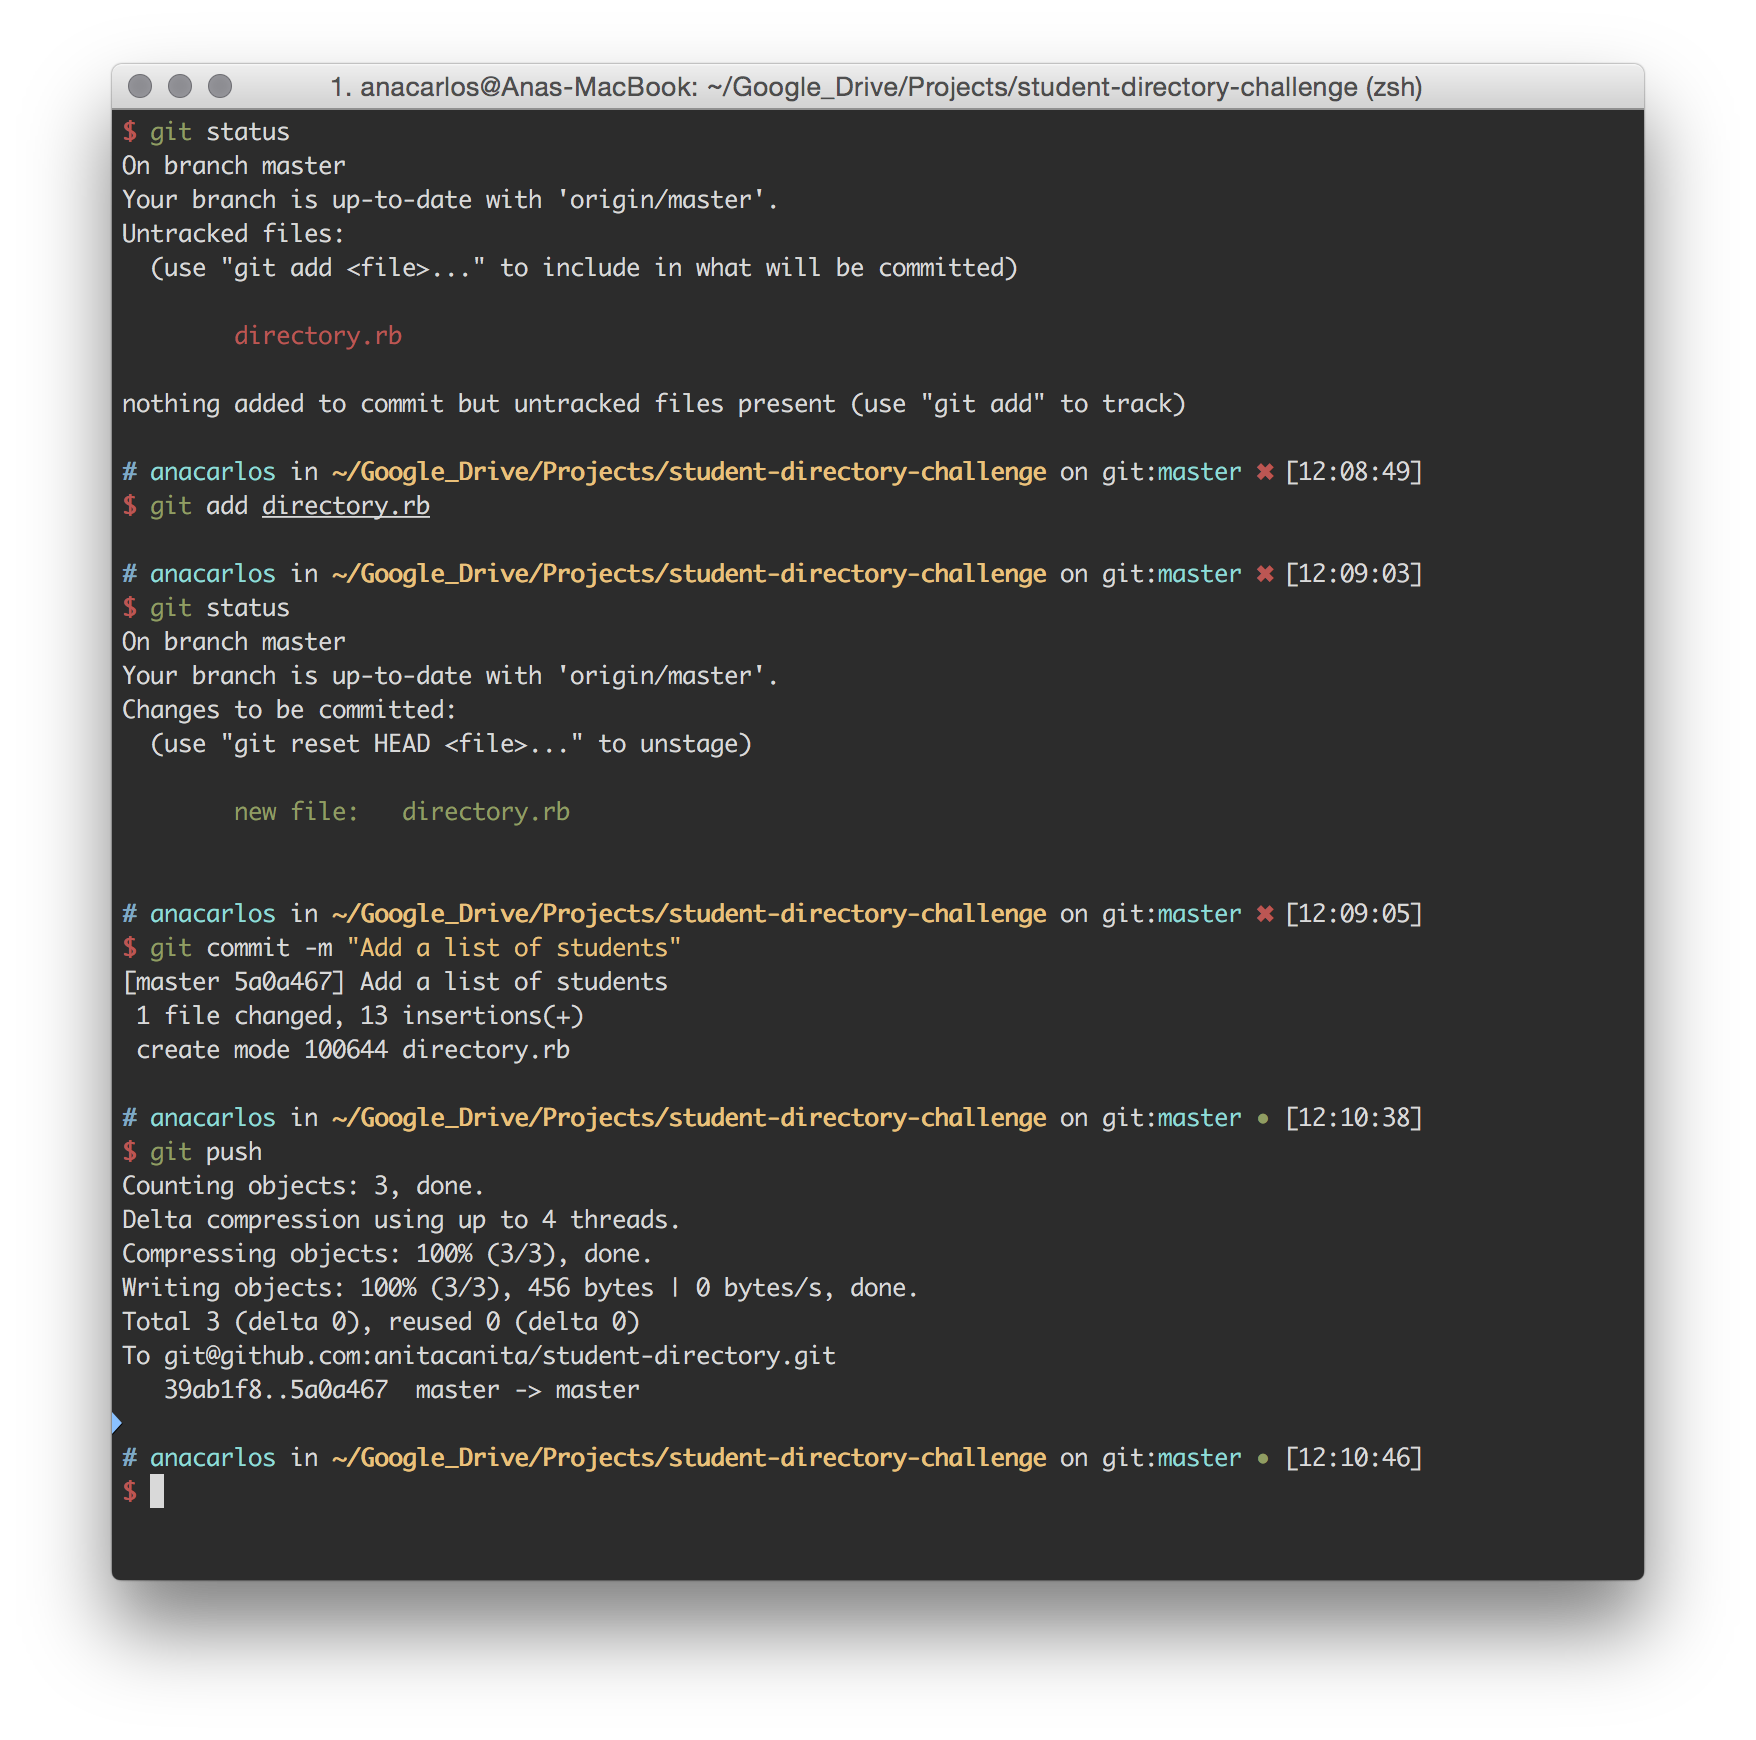 1. anacarlos@Anas-MacBook: ~/Google_Drive/Projects/student-directory-challenge (zsh)
$ git status
On branch master
Your branch is up-to-date with 'origin/master'.
Untracked files:
  (use "git add <file>..." to include in what will be committed)
        directory.rb
nothing added to commit but untracked files present (use "git add" to track)
# anacarlos in ~/Google_Drive/Projects/student-directory-challenge on git:master ✖ [12:08:49]
$ git add directory.rb
# anacarlos in ~/Google_Drive/Projects/student-directory-challenge on git:master ✖ [12:09:03]
$ git status
On branch master
Your branch is up-to-date with 'origin/master'.
Changes to be committed:
  (use "git reset HEAD <file>..." to unstage)
        new file:   directory.rb
# anacarlos in ~/Google_Drive/Projects/student-directory-challenge on git:master ✖ [12:09:05]
$ git commit -m "Add a list of students"
[master 5a0a467] Add a list of students
 1 file changed, 13 insertions(+)
 create mode 100644 directory.rb
# anacarlos in ~/Google_Drive/Projects/student-directory-challenge on git:master ● [12:10:38]
$ git push
Counting objects: 3, done.
Delta compression using up to 4 threads.
Compressing objects: 100% (3/3), done.
Writing objects: 100% (3/3), 456 bytes | 0 bytes/s, done.
Total 3 (delta 0), reused 0 (delta 0)
To git@github.com:anitacanita/student-directory.git
   39ab1f8..5a0a467  master -> master
# anacarlos in ~/Google_Drive/Projects/student-directory-challenge on git:master ● [12:10:46]
$